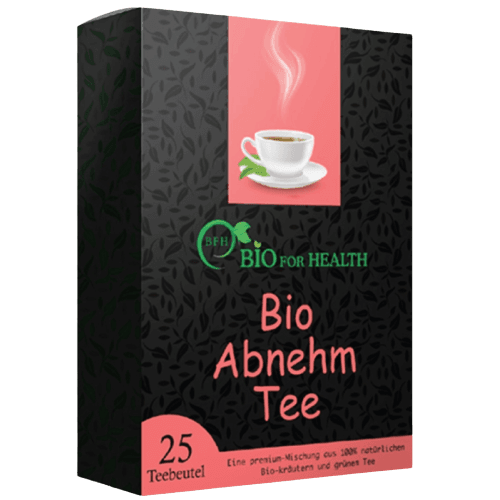 BFH
BIO FOR HEALTH
Bio
Abnehm
Tee
25
Teebeutel
Eine premium-Mischung aus 100% natürlichen
Bio-kräutern und grünem Tee